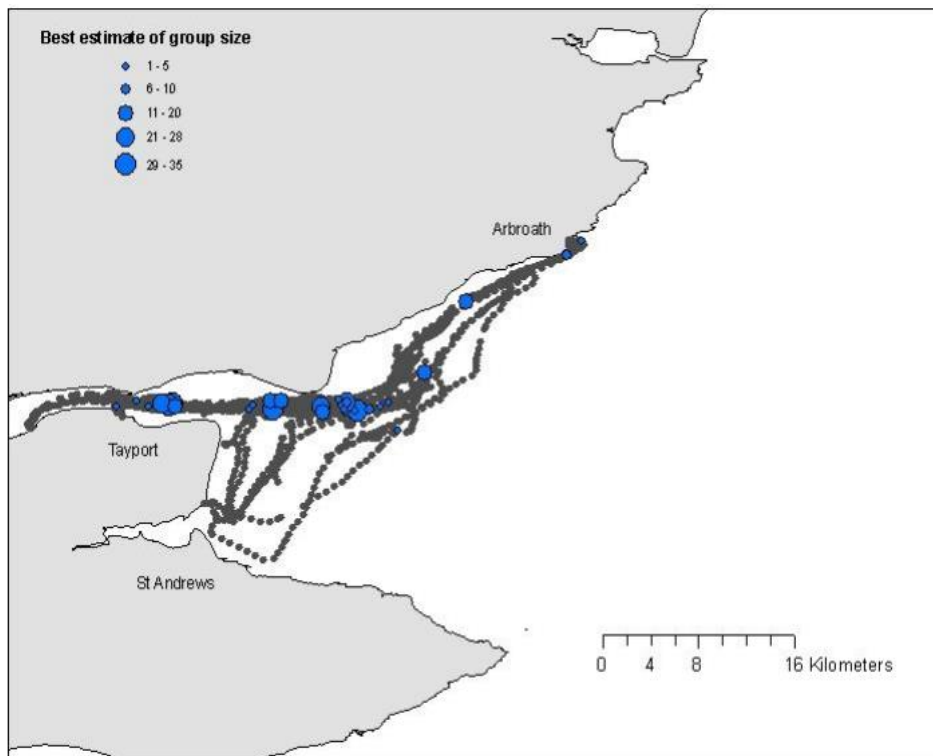 Best estimate of group size
1 - 5
6 - 10
11 - 20
21 - 28
29 - 35
Arbroath
Tayport
St Andrews
0 4 8 16 Kilometers